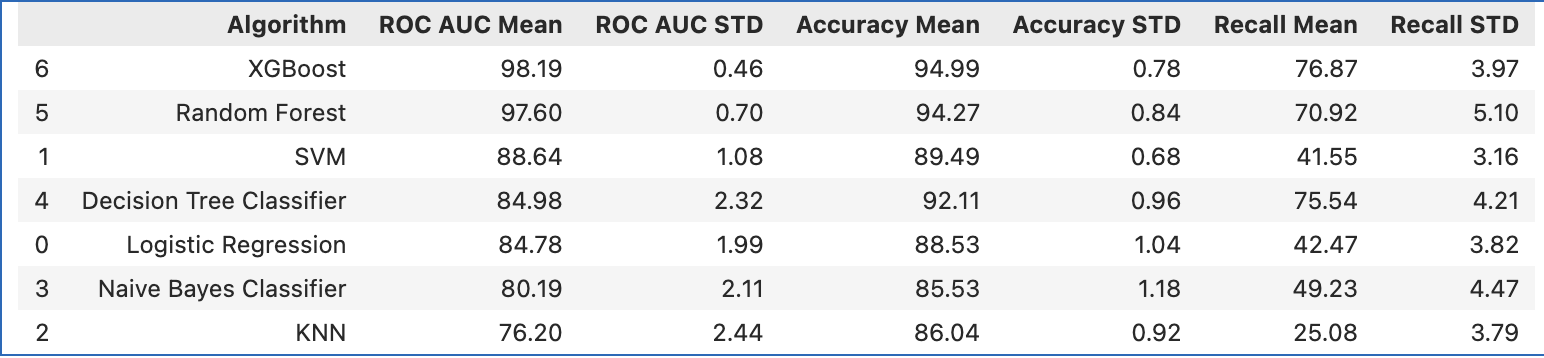 Algorithm ROC AUC Mean ROC AUC STD Accuracy Mean Accuracy STD Recall Mean Recall STD
6 XGBoost 98.19 0.46 94.99 0.78 76.87 3.97
5 Random Forest 97.60 0.70 94.27 0.84 70.92 5.10
1 SVM 88.64 1.08 89.49 0.68 41.55 3.16
4 Decision Tree Classifier 84.98 2.32 92.11 0.96 75.54 4.21
0 Logistic Regression 84.78 1.99 88.53 1.04 42.47 3.82
3 Naive Bayes Classifier 80.19 2.11 85.53 1.18 49.23 4.47
2 KNN 76.20 2.44 86.04 0.92 25.08 3.79